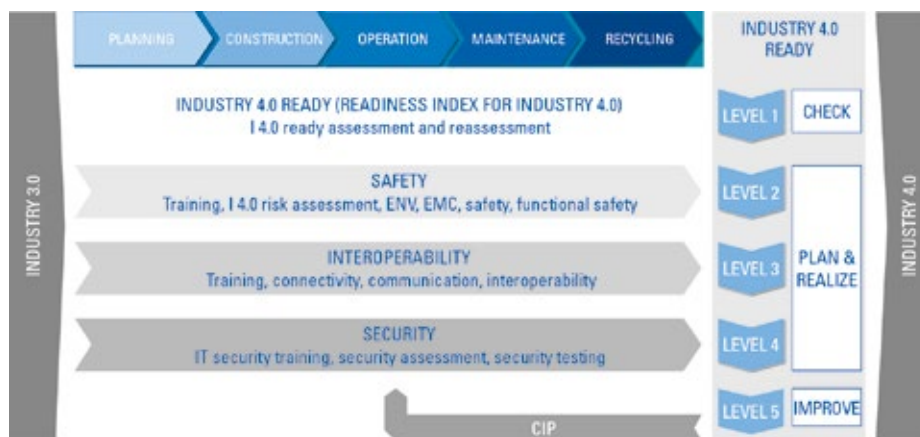 PLANNING
CONSTRUCTION
OPERATION
MAINTENANCE
RECYCLING
INDUSTRY 4.0
READY
INDUSTRY 3.0
INDUSTRY 4.0 READY (READINESS INDEX FOR INDUSTRY 4.0)
I 4.0 ready assessment and reassessment
LEVEL 1
CHECK
SAFETY
Training, I 4.0 risk assessment, ENV, EMC, safety, functional safety
LEVEL 2
INTEROPERABILITY
Training, connectivity, communication, interoperability
LEVEL 3
PLAN &
REALIZE
SECURITY
IT security training, security assessment, security testing
LEVEL 4
CIP
LEVEL 5
IMPROVE
INDUSTRY 4.0